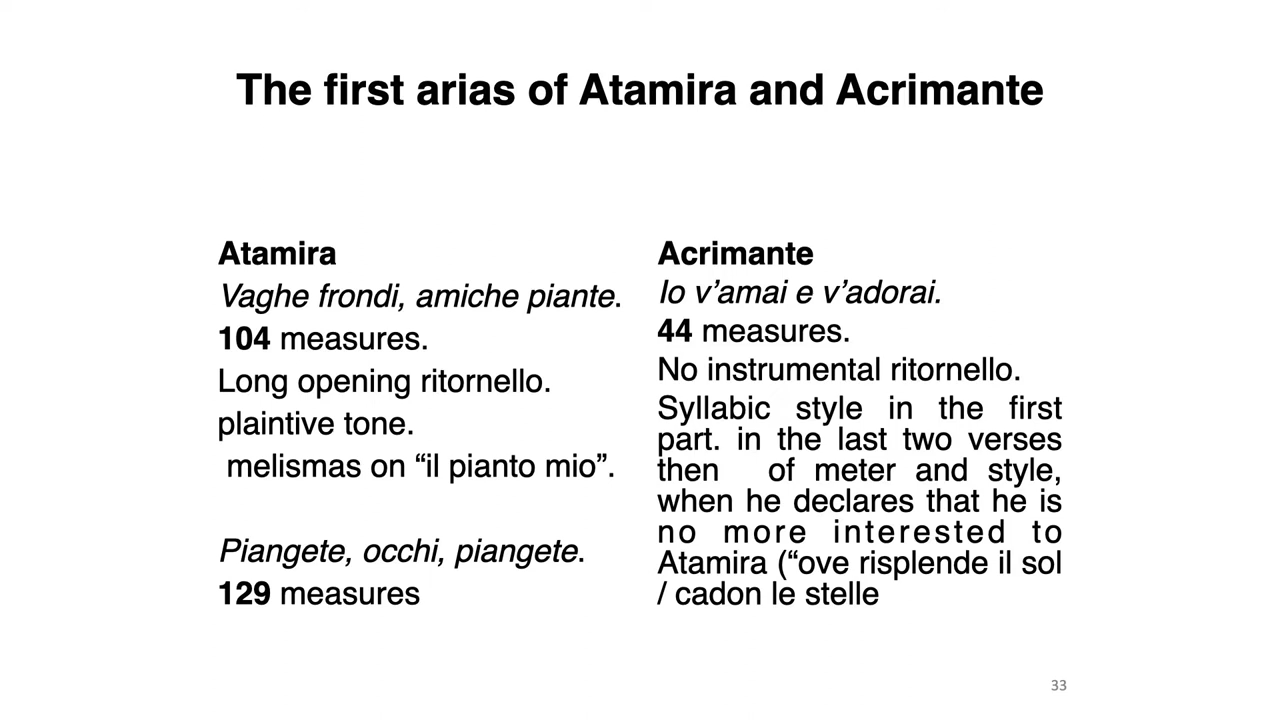 The first arias of Atamira and Acrimante
Atamira
Vaghe frondi, amiche piante.
104 measures.
Long opening ritornello.
plaintive tone.
melismas on “il pianto mio”.
Piangete, occhi, piangete.
129 measures
Acrimante
Io v’amai e v’adorai.
44 measures.
No instrumental ritornello.
Syllabic style in the first
part. in the last two verses
then of meter and style,
when he declares that he is
no more interested to
Atamira (“ove risplende il sol
/ cadon le stelle
33